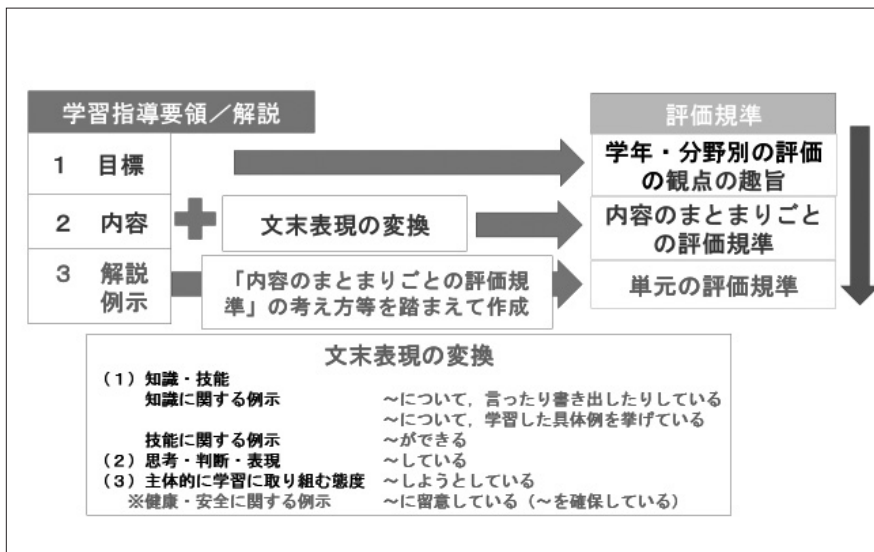 学習指導要領／解説
評価規準
1 目標
学年・分野別の評価
の観点の趣旨
2 内容
文末表現の変換
内容のまとまりごと
の評価規準
3 解説
例示
「内容のまとまりごとの評価規
準」の考え方等を踏まえて作成
単元の評価規準
文末表現の変換
（１）知識・技能
知識に関する例示 ～について，言ったり書き出したりしている
～について，学習した具体例を挙げている
技能に関する例示 ～ができる
（２）思考・判断・表現 ～している
（３）主体的に学習に取り組む態度 ～しようとしている
※健康・安全に関する例示 ～に留意している（～を確保している）